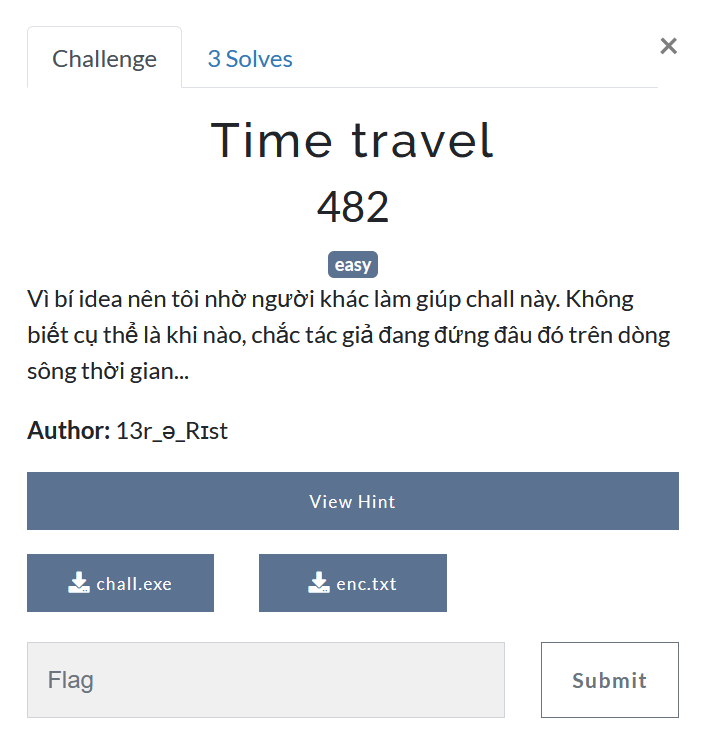 Challenge
3 Solves
×
Time travel
482
easy
Vì bí idea nên tôi nhờ người khác làm giúp chall này. Không
biết cụ thể là khi nào, chắc tác giả đang đứng đâu đó trên dòng
sông thời gian...
Author: 13r_ə_Rɪst
View Hint
chall.exe
enc.txt
Flag
Submit